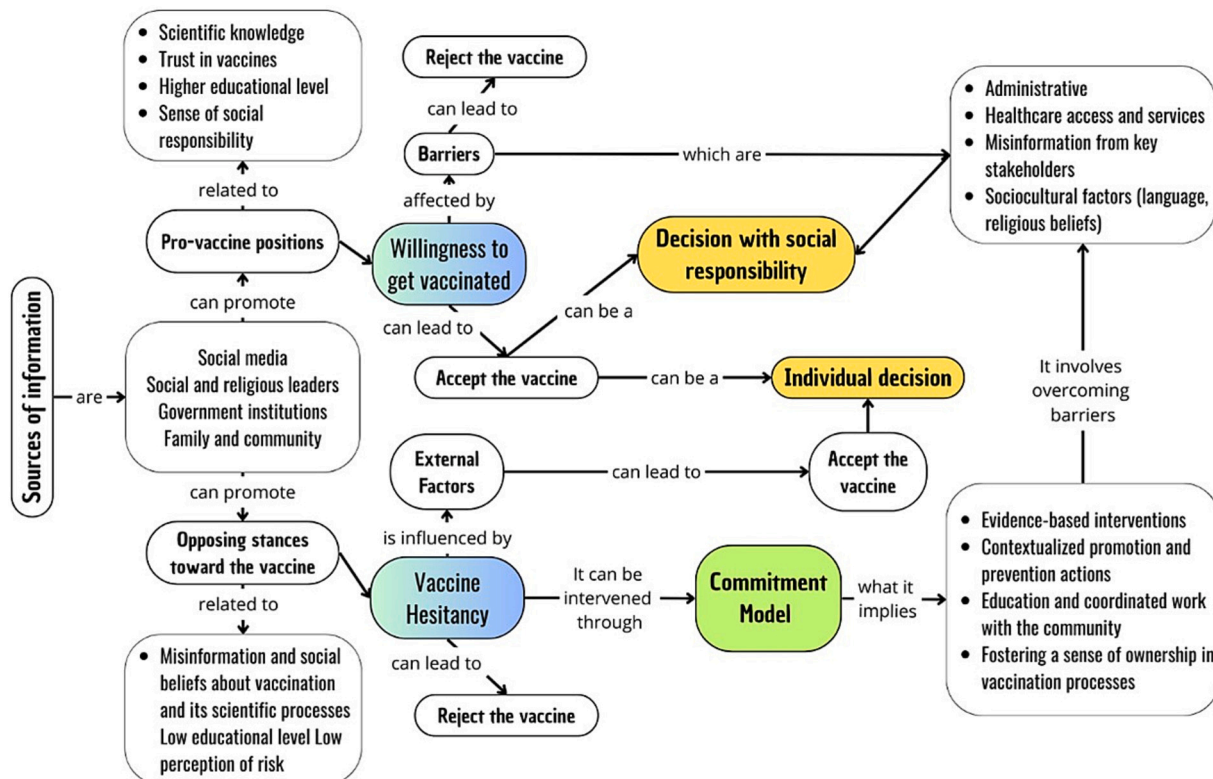 Scientific knowledge
Trust in vaccines
Higher educational level
Sense of social
responsibility
related to
Pro-vaccine positions
can promote
Sources of information
are
Social media
Social and religious leaders
Government institutions
Family and community
can promote
Opposing stances
toward the vaccine
related to
Misinformation and social
beliefs about vaccination
and its scientific processes
Low educational level Low
perception of risk
Reject the vaccine
can lead to
Barriers
which are
affected by
Willingness to
get vaccinated
can lead to
Accept the vaccine
can be a
Decision with social
responsibility
can be a
Individual decision
External
Factors
can lead to
Accept the
vaccine
is influenced by
Vaccine
Hesitancy
can lead to
Reject the vaccine
It can be
intervened
through
Commitment
Model
what it
implies
Administrative
Healthcare access and services
Misinformation from key
stakeholders
Sociocultural factors (language,
religious beliefs)
It involves
overcoming
barriers
Evidence-based interventions
Contextualized promotion and
prevention actions
Education and coordinated work
with the community
Fostering a sense of ownership in
vaccination processes